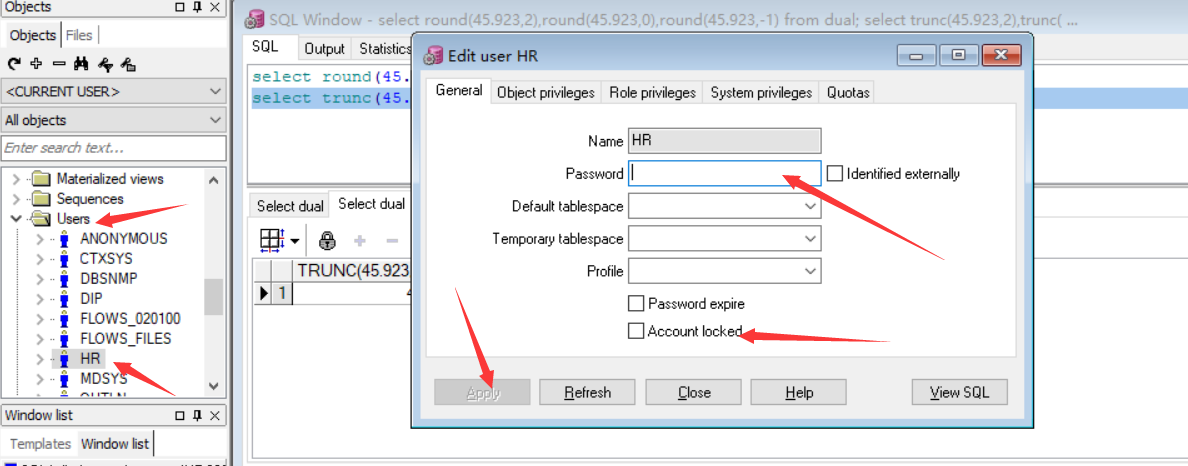 Objects
Objects Files
<CURRENT USER>
All objects
Enter search text...
Materialized views
Sequences
Users
ANONYMOUS
CTXSYS
DBSNMP
DIP
FLOWS_020100
FLOWS_FILES
HR
MDSYS
Window list
Templates Window list
SQL Window - select round(45.923,2),round(45.923,0),round(45.923,-1) from dual; select trunc(45.923,2),trunc( ...
SQL Output Statistics
select round(45.
select trunc(45.
Select dual Select dual
TRUNC(45.923
1
Edit user HR
General Object privileges Role privileges System privileges Quotas
Name HR
Password Identified externally
Default tablespace
Temporary tablespace
Profile
Password expire
Account locked
Apply Refresh Close Help View SQL